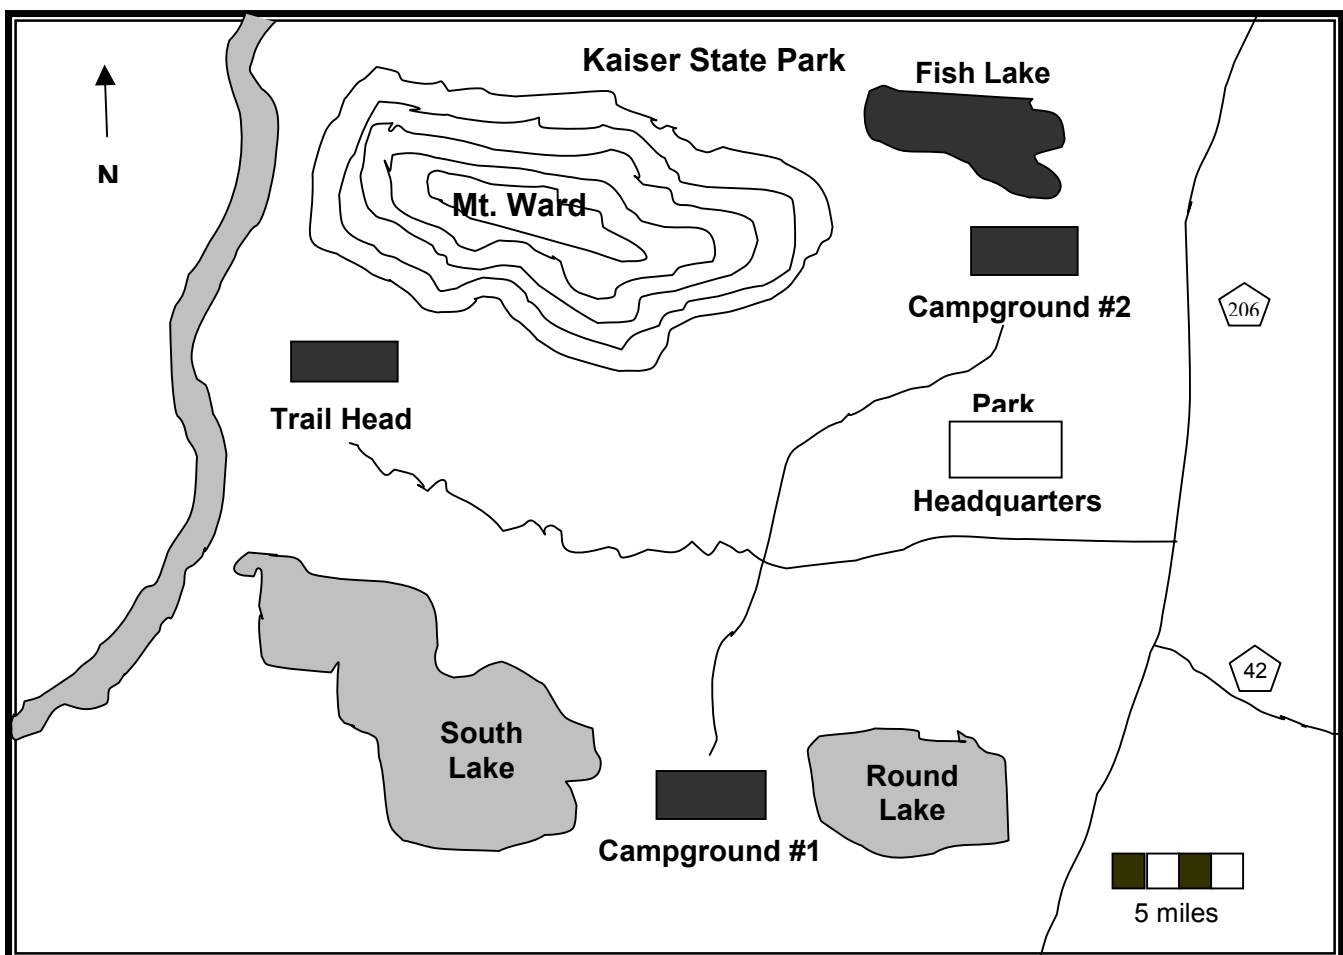 Kaiser State Park
Fish Lake
N
Mt. Ward
Campground #2
206
Park
Trail Head
Headquarters
42
South
Lake
Round
Lake
Campground #1
5 miles